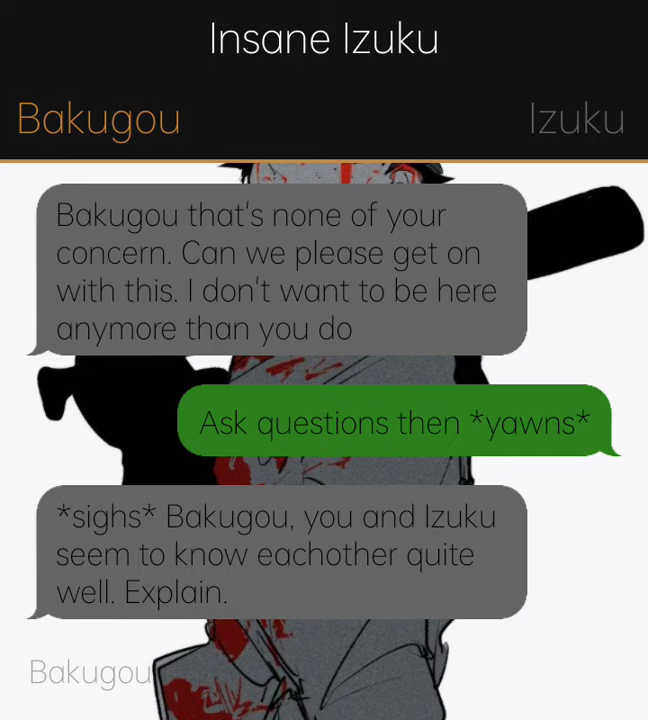 Insane Izuku
Bakugou Izuku
Bakugou that's none of your
concern. Can we please get on
with this. I don't want to be here
anymore than you do
Ask questions then *yawns*
*sighs* Bakugou, you and Izuku
seem to know eachother quite
well. Explain.
Bakugou